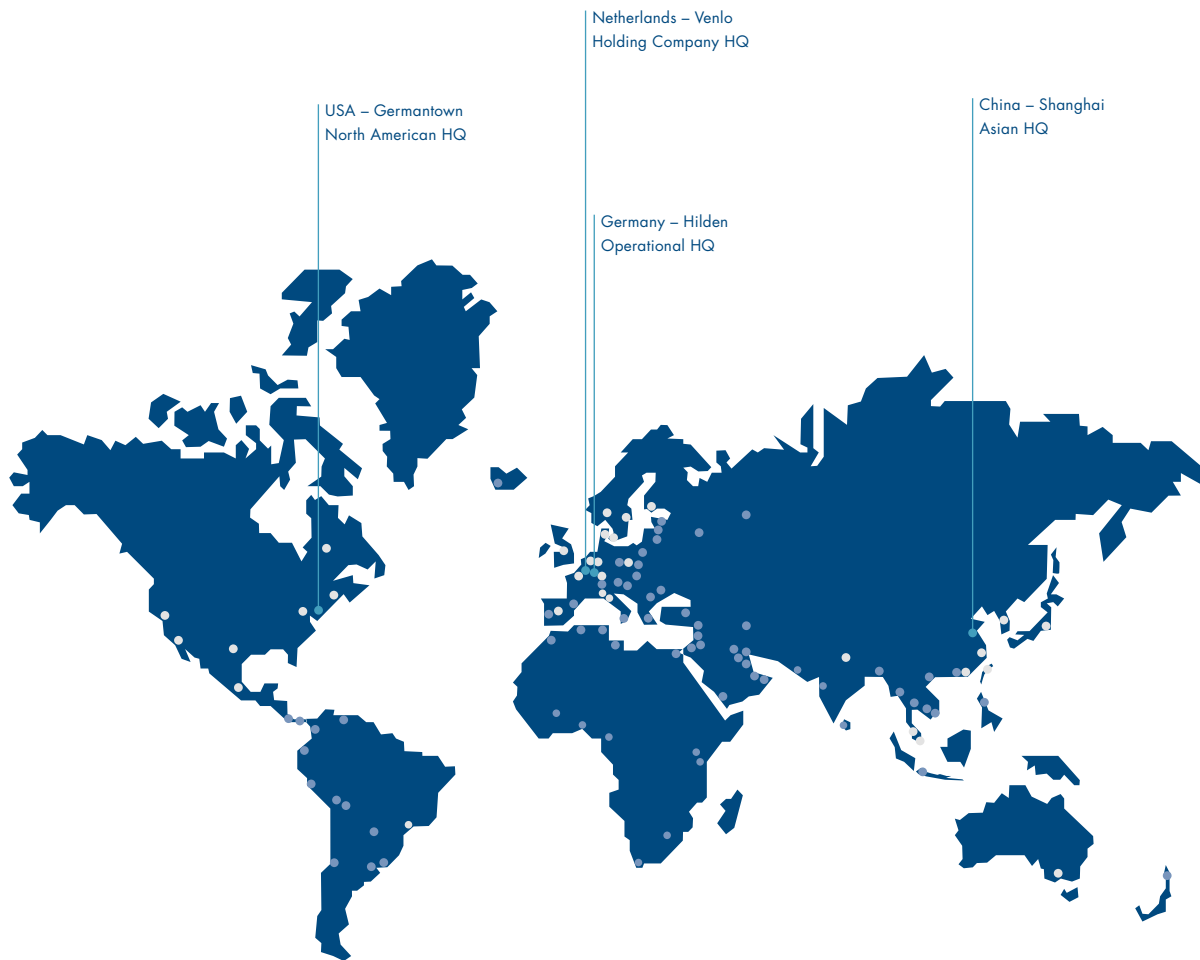 Netherlands – Venlo
Holding Company HQ
USA – Germantown
North American HQ
China – Shanghai
Asian HQ
Germany – Hilden
Operational HQ